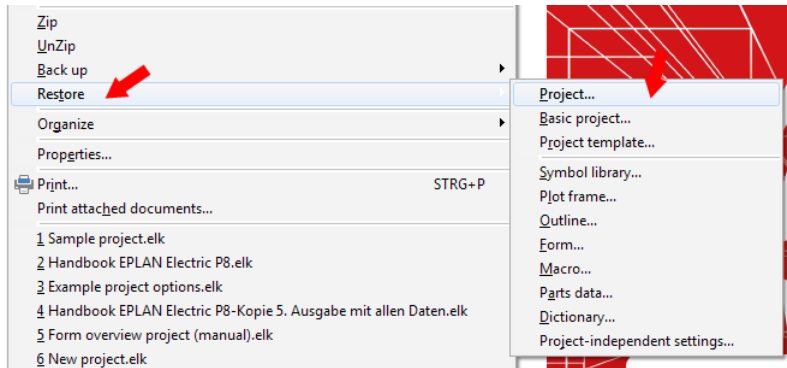 Zip
UnZip
Back up
Restore
Organize
Properties...
Print... STRG+P
Print attached documents...
1 Sample project.elk
2 Handbook EPLAN Electric P8.elk
3 Example project options.elk
4 Handbook EPLAN Electric P8-Kopie 5. Ausgabe mit allen Daten.elk
5 Form overview project (manual).elk
6 New project.elk
Project...
Basic project...
Project template...
Symbol library...
Plot frame...
Outline...
Form...
Macro...
Parts data...
Dictionary...
Project-independent settings...